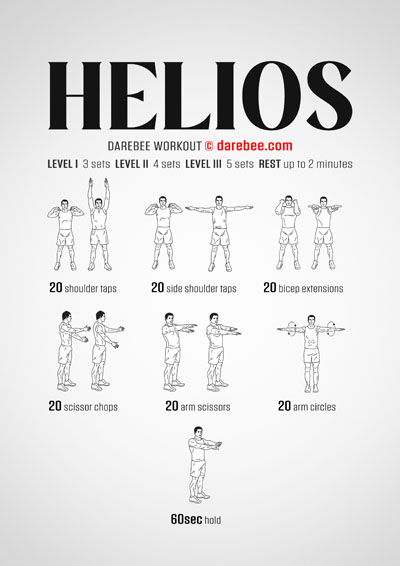 HELIOS
DAREBEE WORKOUT © darebee.com
LEVEL I 3 sets LEVEL II 4 sets LEVEL III 5 sets REST up to 2 minutes
20 shoulder taps
20 side shoulder taps
20 bicep extensions
20 scissor chops
20 arm scissors
20 arm circles
60sec hold